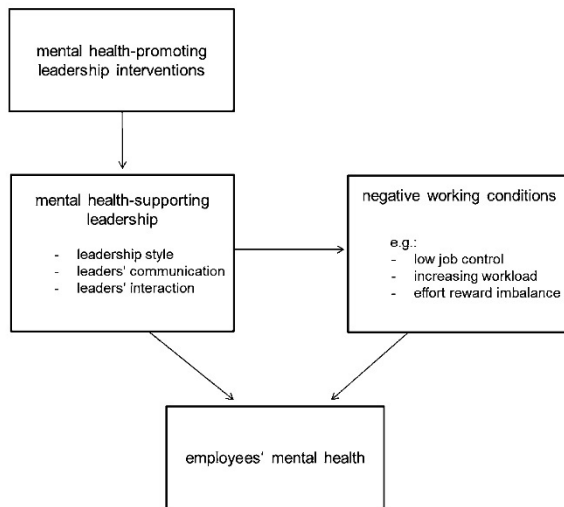 mental health-promoting
leadership interventions
mental health-supporting
leadership
- leadership style
- leaders' communication
- leaders' interaction
negative working conditions
e.g.:
- low job control
- increasing workload
- effort reward imbalance
employees‘ mental health